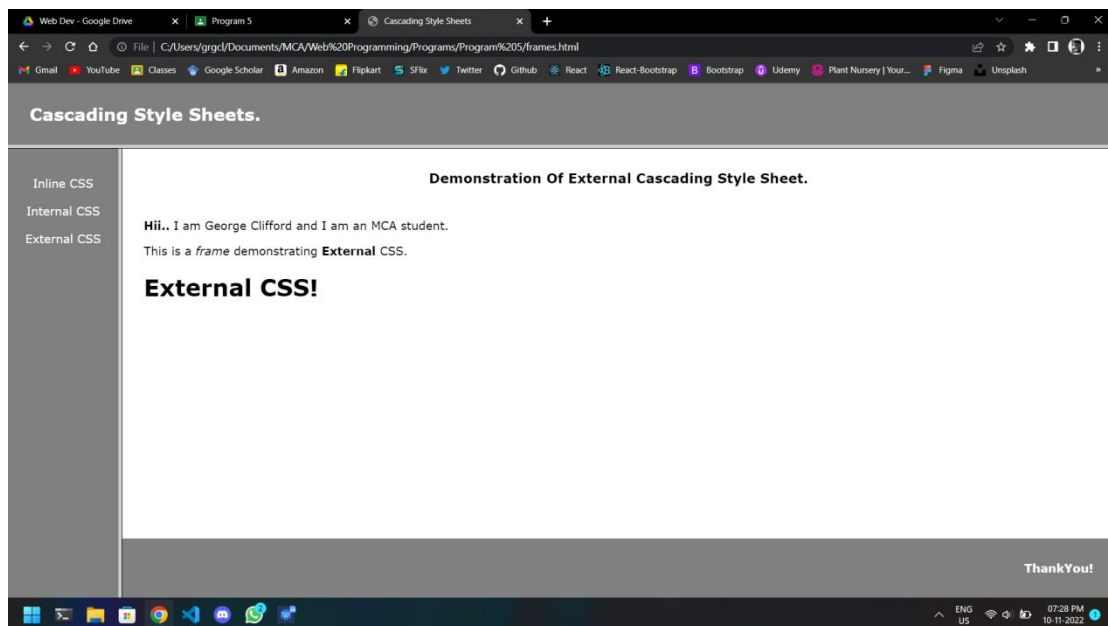 Web Dev - Google Drive
Program 5
Cascading Style Sheets
File | C:/Users/grgcl/Documents/MCA/Web%20Programming/Programs/Program%205/frames.html
Gmail YouTube Classes Google Scholar Amazon Flipkart SFlix Twitter Github React React-Bootstrap Bootstrap Udemy Plant Nursery | Your... Figma Unsplash »
Cascading Style Sheets.
Inline CSS
Internal CSS
External CSS
Demonstration Of External Cascading Style Sheet.
Hii.. I am George Clifford and I am an MCA student.
This is a frame demonstrating External CSS.
External CSS!
ThankYou!
ENG
US
07:28 PM
10-11-2022